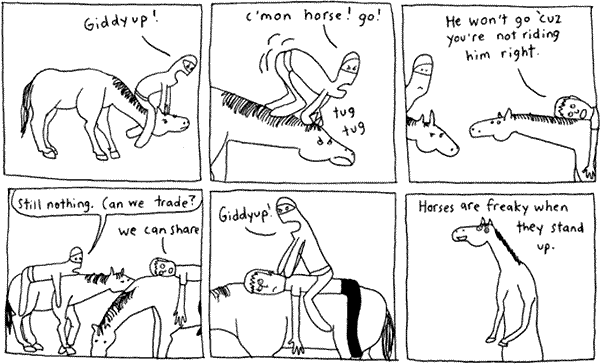 Giddyup!
C'mon horse! go!
tug
tug
He won't go 'cuz
you're not riding
him right.
Still nothing. Can we trade?
we can share
Giddyup!
Horses are freaky when
they stand
up.